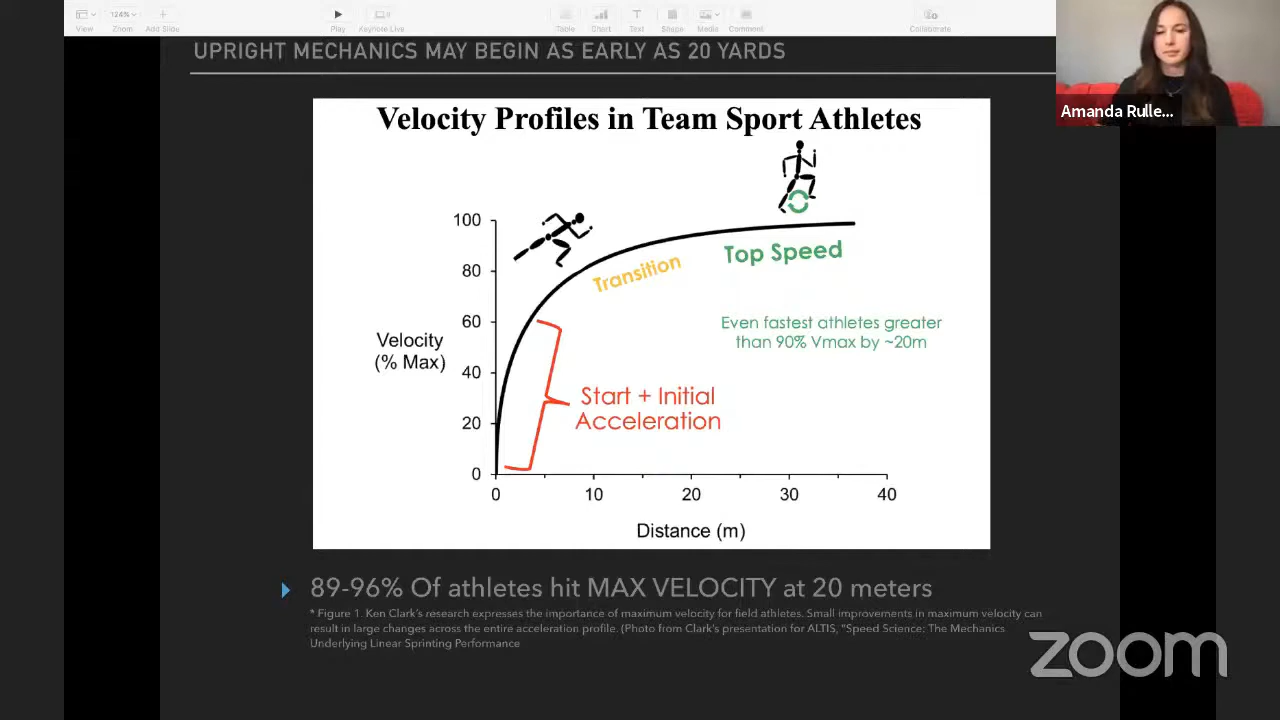 124%
View
Zoom
Add Slide
Play
Keynote Live
Table
Chart
Text
Shape
Media
Comment
Collaborate
UPRIGHT MECHANICS MAY BEGIN AS EARLY AS 20 YARDS
Amanda Rulle...
Velocity Profiles in Team Sport Athletes
100
80
60
40
20
0
Velocity
(% Max)
Transition
Top Speed
Even fastest athletes greater
than 90% Vmax by ~20m
Start + Initial
Acceleration
0 10 20 30 40
Distance (m)
89-96% Of athletes hit MAX VELOCITY at 20 meters
* Figure 1. Ken Clark's research expresses the importance of maximum velocity for field athletes. Small improvements in maximum velocity can
result in large changes across the entire acceleration profile. (Photo from Clark's presentation for ALTIS, "Speed Science: The Mechanics
Underlying Linear Sprinting Performance
zoom